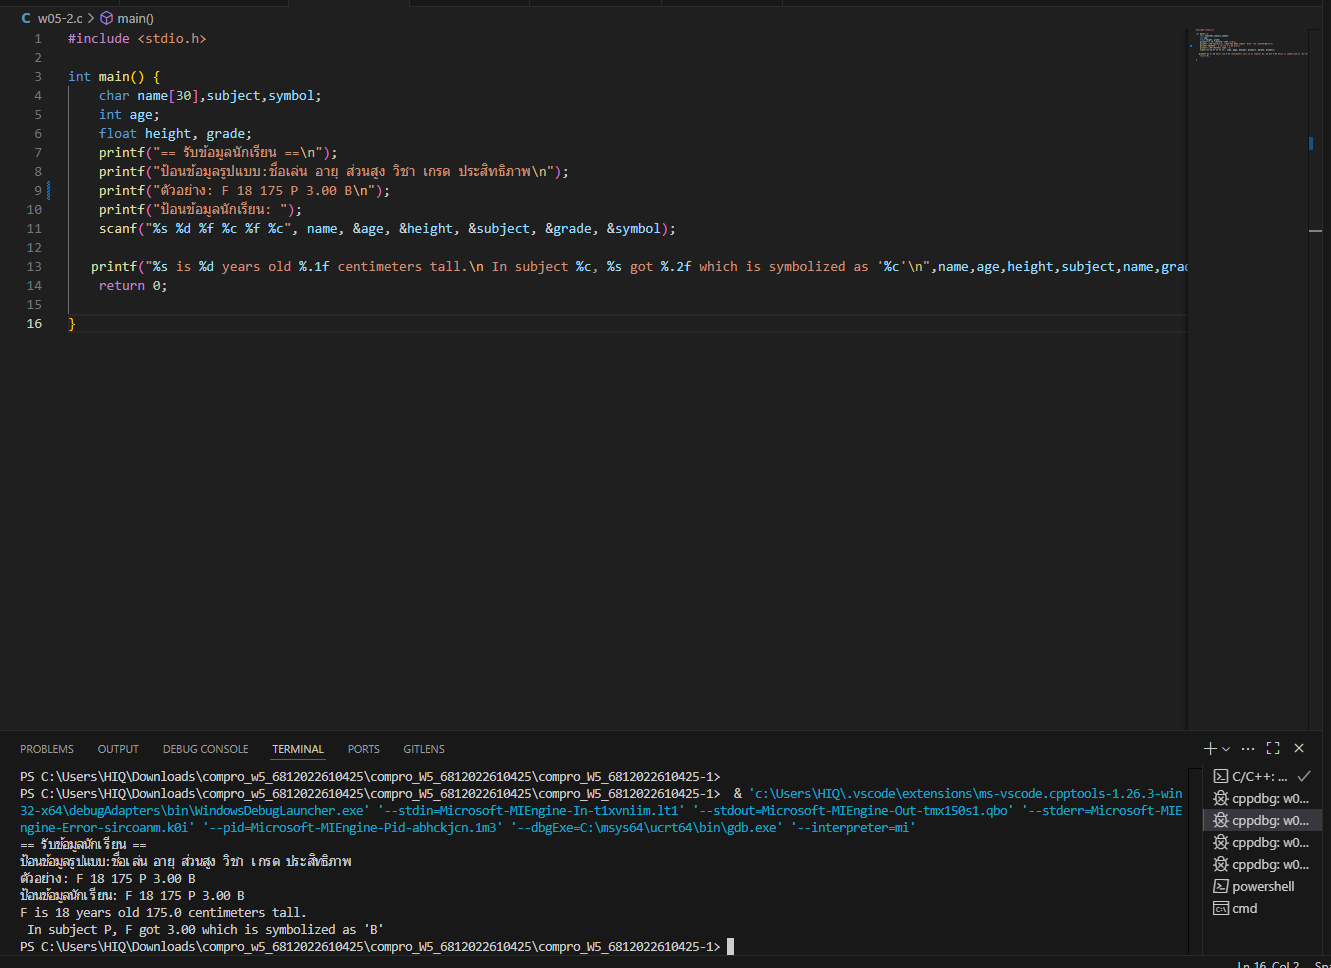 w05-2.c > main()
1 #include <stdio.h>
2
3 int main() {
4 char name[30],subject,symbol;
5 int age;
6 float height, grade;
7 printf("== รับข้อมูลนักเรียน ==\n");
8 printf("ป้อนข้อมูลรูปแบบ:ชื่อเล่น อายุ ส่วนสูง วิชา เกรด ประสิทธิภาพ\n");
9 printf("ตัวอย่าง: F 18 175 P 3.00 B\n");
10 printf("ป้อนข้อมูลนักเรียน: ");
11 scanf("%s %d %f %c %f %c", name, &age, &height, &subject, &grade, &symbol);
12
13 printf("%s is %d years old %.1f centimeters tall.\n In subject %c, %s got %.2f which is symbolized as '%c'\n",name,age,height,subject,name,grad
14 return 0;
15
16 }
PROBLEMS OUTPUT DEBUG CONSOLE TERMINAL PORTS GITLENS
PS C:\Users\HIQ\Downloads\compro_w5_6812022610425\compro_W5_6812022610425\compro_W5_6812022610425-1>
PS C:\Users\HIQ\Downloads\compro_w5_6812022610425\compro_W5_6812022610425\compro_W5_6812022610425-1> & 'c:\Users\HIQ\.vscode\extensions\ms-vscode.cpptools-1.26.3-win
32-x64\debugAdapters\bin\WindowsDebugLauncher.exe' '--stdin=Microsoft-MIEngine-In-t1xvniim.lt1' '--stdout=Microsoft-MIEngine-Out-tmx150s1.qbo' '--stderr=Microsoft-MIE
ngine-Error-sircoanm.k0i' '--pid=Microsoft-MIEngine-Pid-abhckjcn.1m3' '--dbgExe=C:\msys64\ucrt64\bin\gdb.exe' '--interpreter=mi'
== รับข้อมูลนักเรียน ==
ป้อนข้อมูลรูปแบบ:ชื่อเล่น อายุ ส่วนสูง วิชา เกรด ประสิทธิภาพ
ตัวอย่าง: F 18 175 P 3.00 B
ป้อนข้อมูลนักเรียน: F 18 175 P 3.00 B
F is 18 years old 175.0 centimeters tall.
In subject P, F got 3.00 which is symbolized as 'B'
PS C:\Users\HIQ\Downloads\compro_w5_6812022610425\compro_W5_6812022610425\compro_W5_6812022610425-1>
C/C++: ...
cppdbg: w0...
cppdbg: w0...
cppdbg: w0...
cppdbg: w0...
powershell
cmd
Ln 16, Col 2